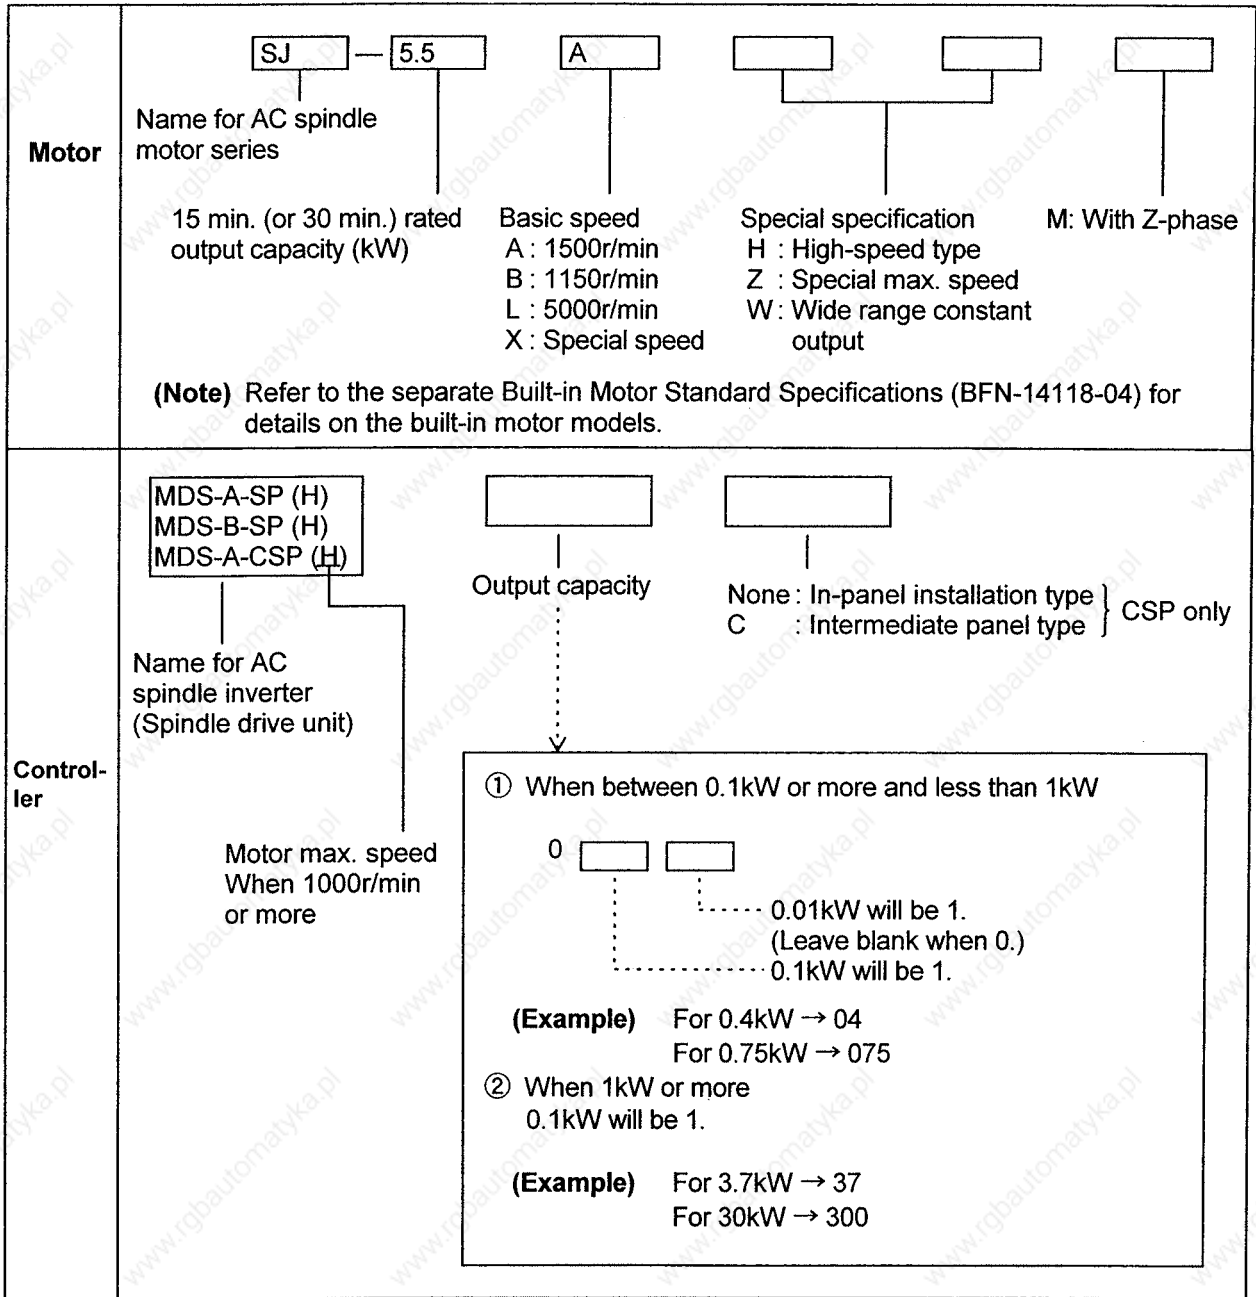 Motor
SJ — 5.5 A
Name for AC spindle
motor series
15 min. (or 30 min.) rated
output capacity (kW)
Basic speed
A : 1500r/min
B : 1150r/min
L : 5000r/min
X : Special speed
Special specification
H : High-speed type
Z : Special max. speed
W : Wide range constant
output
M: With Z-phase
(Note) Refer to the separate Built-in Motor Standard Specifications (BFN-14118-04) for
details on the built-in motor models.
Control-
ler
MDS-A-SP (H)
MDS-B-SP (H)
MDS-A-CSP (H)
Name for AC
spindle inverter
(Spindle drive unit)
Motor max. speed
When 1000r/min
or more
Output capacity
None : In-panel installation type
C : Intermediate panel type
CSP only
① When between 0.1kW or more and less than 1kW
0
0.01kW will be 1.
(Leave blank when 0.)
0.1kW will be 1.
(Example) For 0.4kW → 04
For 0.75kW → 075
② When 1kW or more
0.1kW will be 1.
(Example) For 3.7kW → 37
For 30kW → 300
www.rgbautomatyka.pl